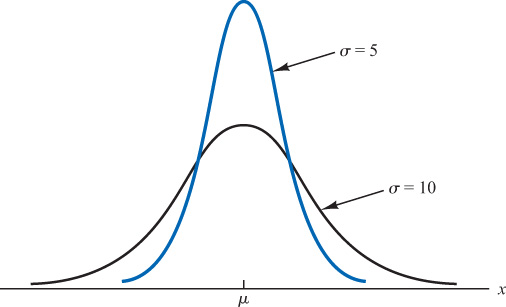 σ = 5
σ = 10
x
μ